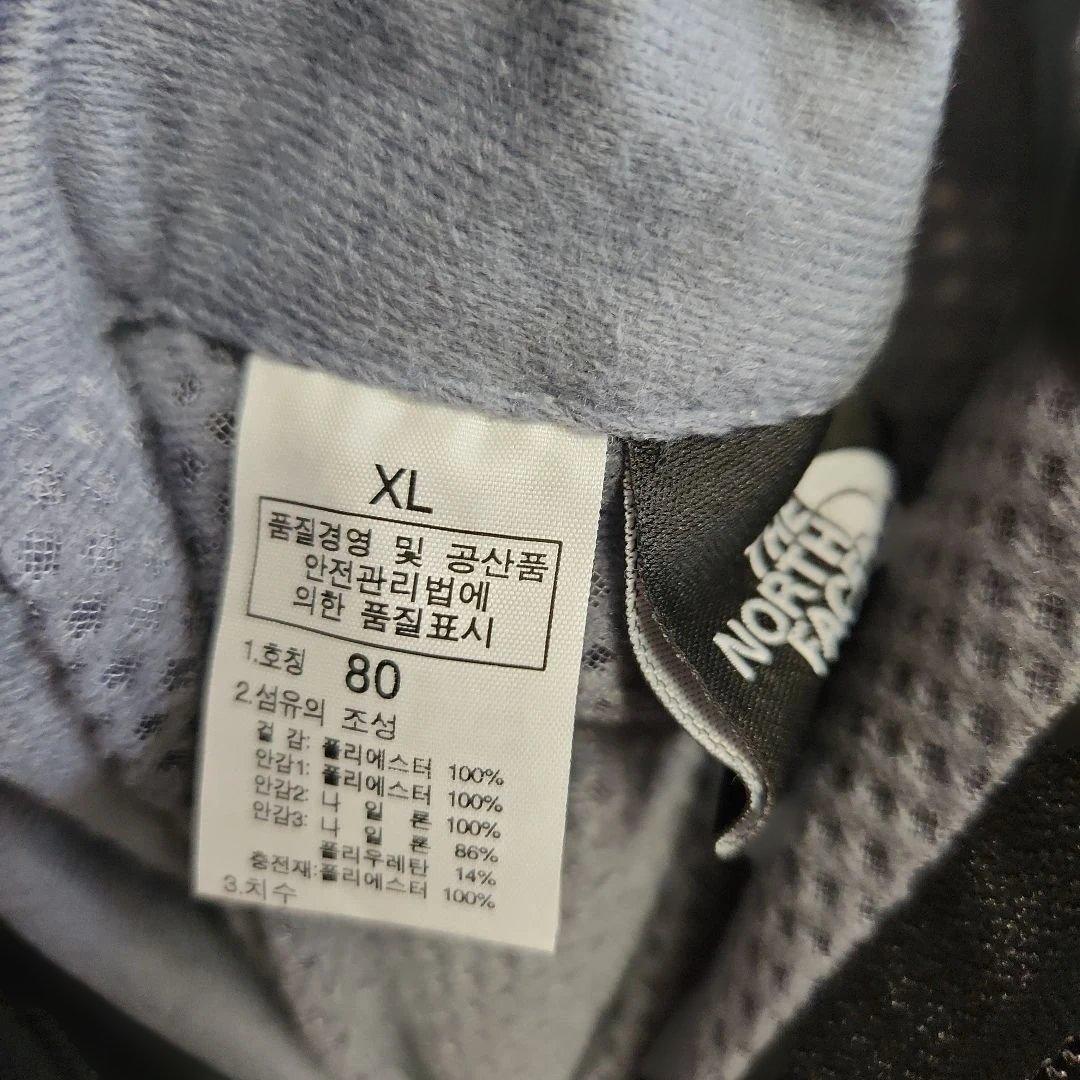 XL
품질경영 및 공산품
안전관리법에
의한 품질표시
1.호칭 80
2.섬유의 조성
겉 감: 폴리에스터 100%
안감1: 폴리에스터 100%
안감2: 나 일 론 100%
안감3: 나 일 론 86%
폴리우레탄 14%
충전재:폴리에스터 100%
3.치수
THE
NORTH
FACE